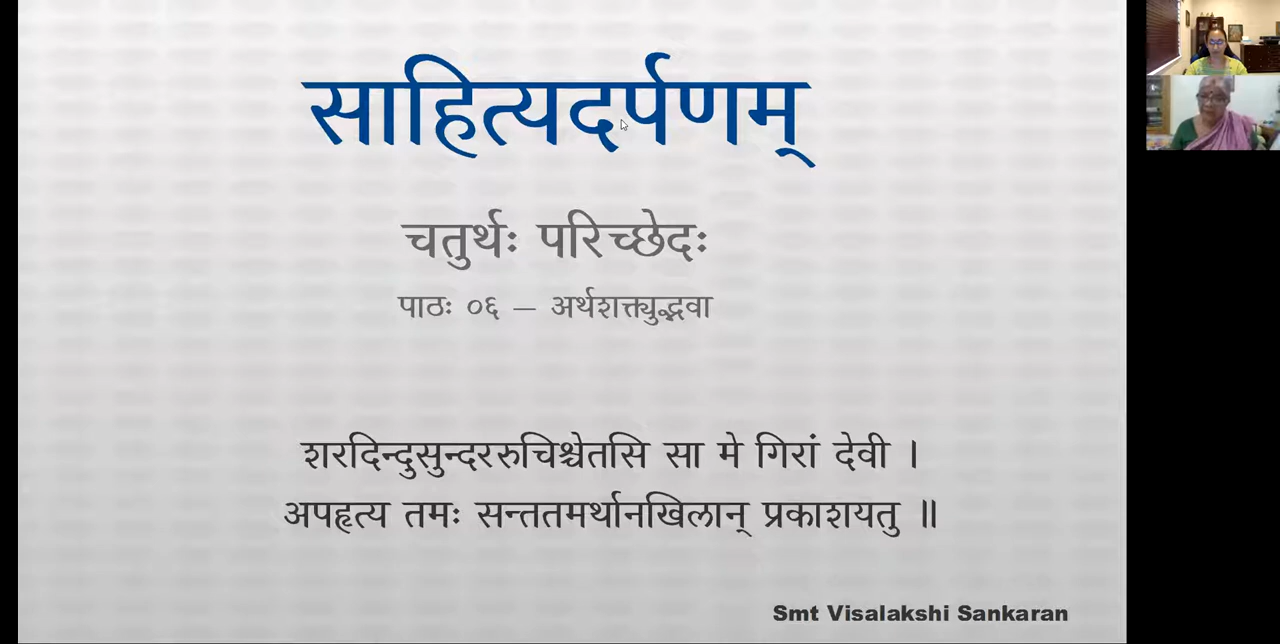 साहित्यदर्पणम्
चतुर्थः परिच्छेदः
पाठः ०६ – अर्थशक्त्युद्भवा
शरदिन्दुसुन्दररुचिश्चेतसि सा मे गिरां देवी ।
अपहृत्य तमः सन्ततमर्थानखिलान् प्रकाशयतु ॥
Smt Visalakshi Sankaran